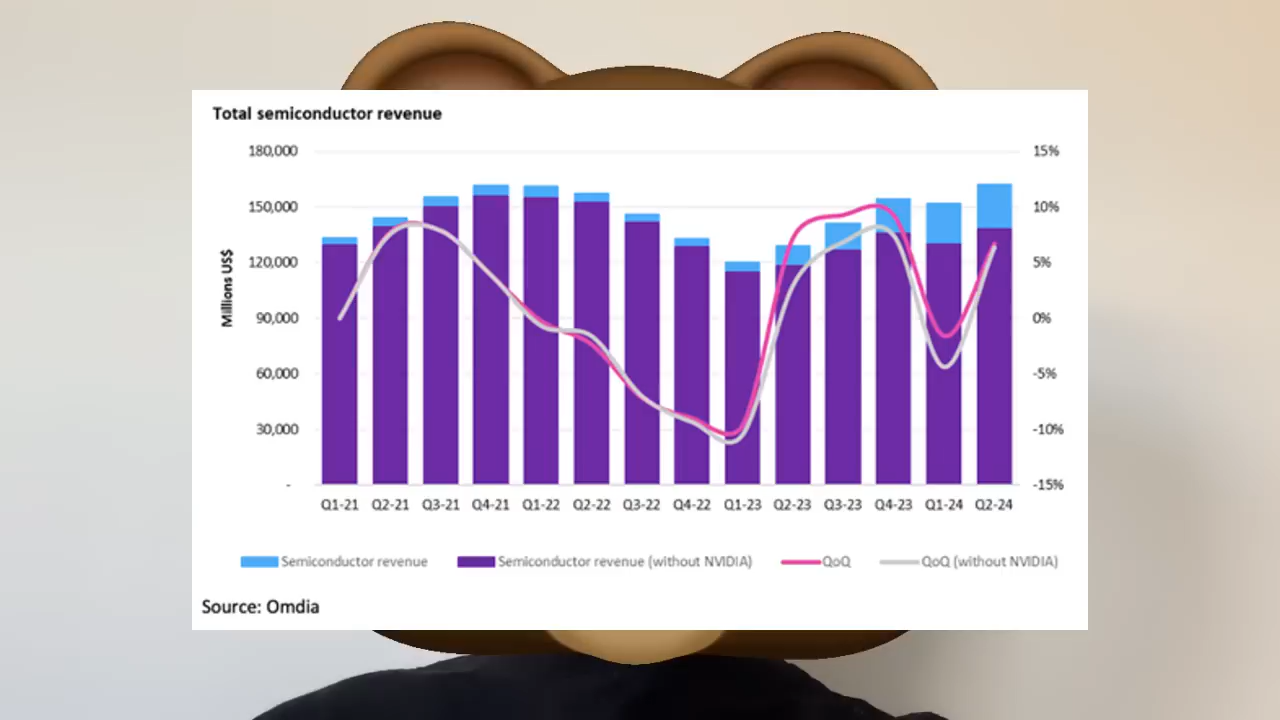 Total semiconductor revenue
180,000
150,000
120,000
90,000
60,000
30,000
-
Millions US$
15%
10%
5%
0%
-5%
-10%
-15%
Q1-21 Q2-21 Q3-21 Q4-21 Q1-22 Q2-22 Q3-22 Q4-22 Q1-23 Q2-23 Q3-23 Q4-23 Q1-24 Q2-24
Semiconductor revenue Semiconductor revenue (without NVIDIA) QoQ QoQ (without NVIDIA)
Source: Omdia